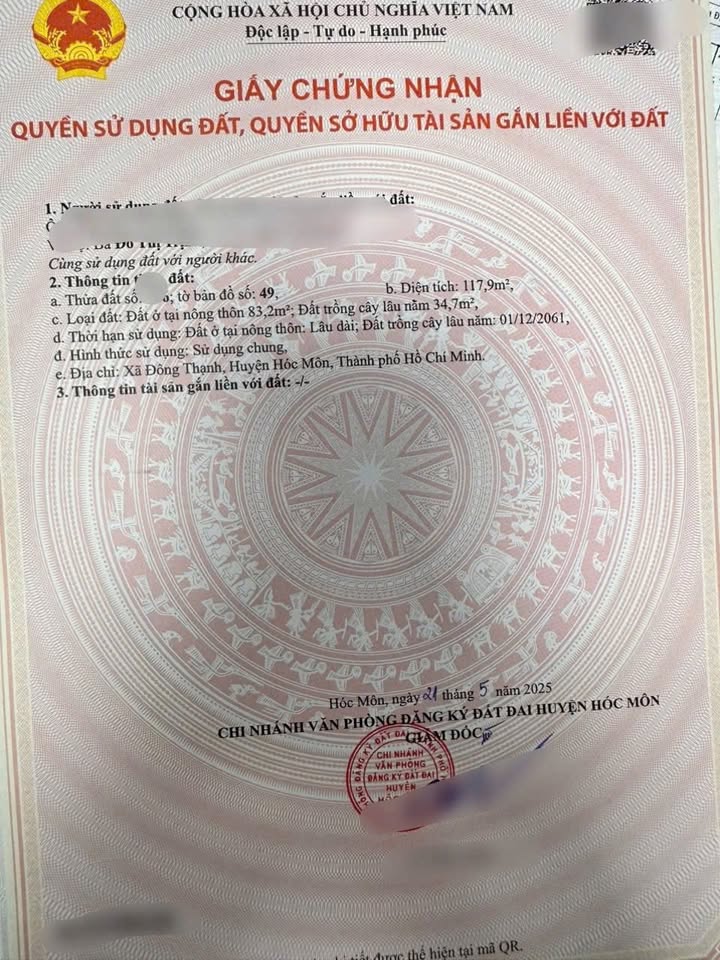 CỘNG HÒA XÃ HỘI CHỦ NGHĨA VIỆT NAM
Độc lập - Tự do - Hạnh phúc
GIẤY CHỨNG NHẬN
QUYỀN SỬ DỤNG ĐẤT, QUYỀN SỞ HỮU TÀI SẢN GẮN LIỀN VỚI ĐẤT
1. Người sử dụng đất: 
Bà Đỗ Thị
Cùng sử dụng đất với người khác.
2. Thông tin đất:
a. Thửa đất số: ; tờ bản đồ số: 49, b. Diện tích: 117,9m²,
c. Loại đất: Đất ở tại nông thôn 83,2m²; Đất trồng cây lâu năm 34,7m²,
d. Thời hạn sử dụng: Đất ở tại nông thôn: Lâu dài; Đất trồng cây lâu năm: 01/12/2061,
đ. Hình thức sử dụng: Sử dụng chung,
e. Địa chỉ: Xã Đông Thạnh, Huyện Hóc Môn, Thành phố Hồ Chí Minh.
3. Thông tin tài sản gắn liền với đất: -/-
Hóc Môn, ngày 21 tháng 5 năm 2025
CHI NHÁNH VĂN PHÒNG ĐĂNG KÝ ĐẤT ĐAI HUYỆN HÓC MÔN
GIÁM ĐỐC
CHI NHÁNH
VĂN PHÒNG
ĐĂNG KÝ ĐẤT ĐAI
HUYỆN
được thể hiện tại mã QR.